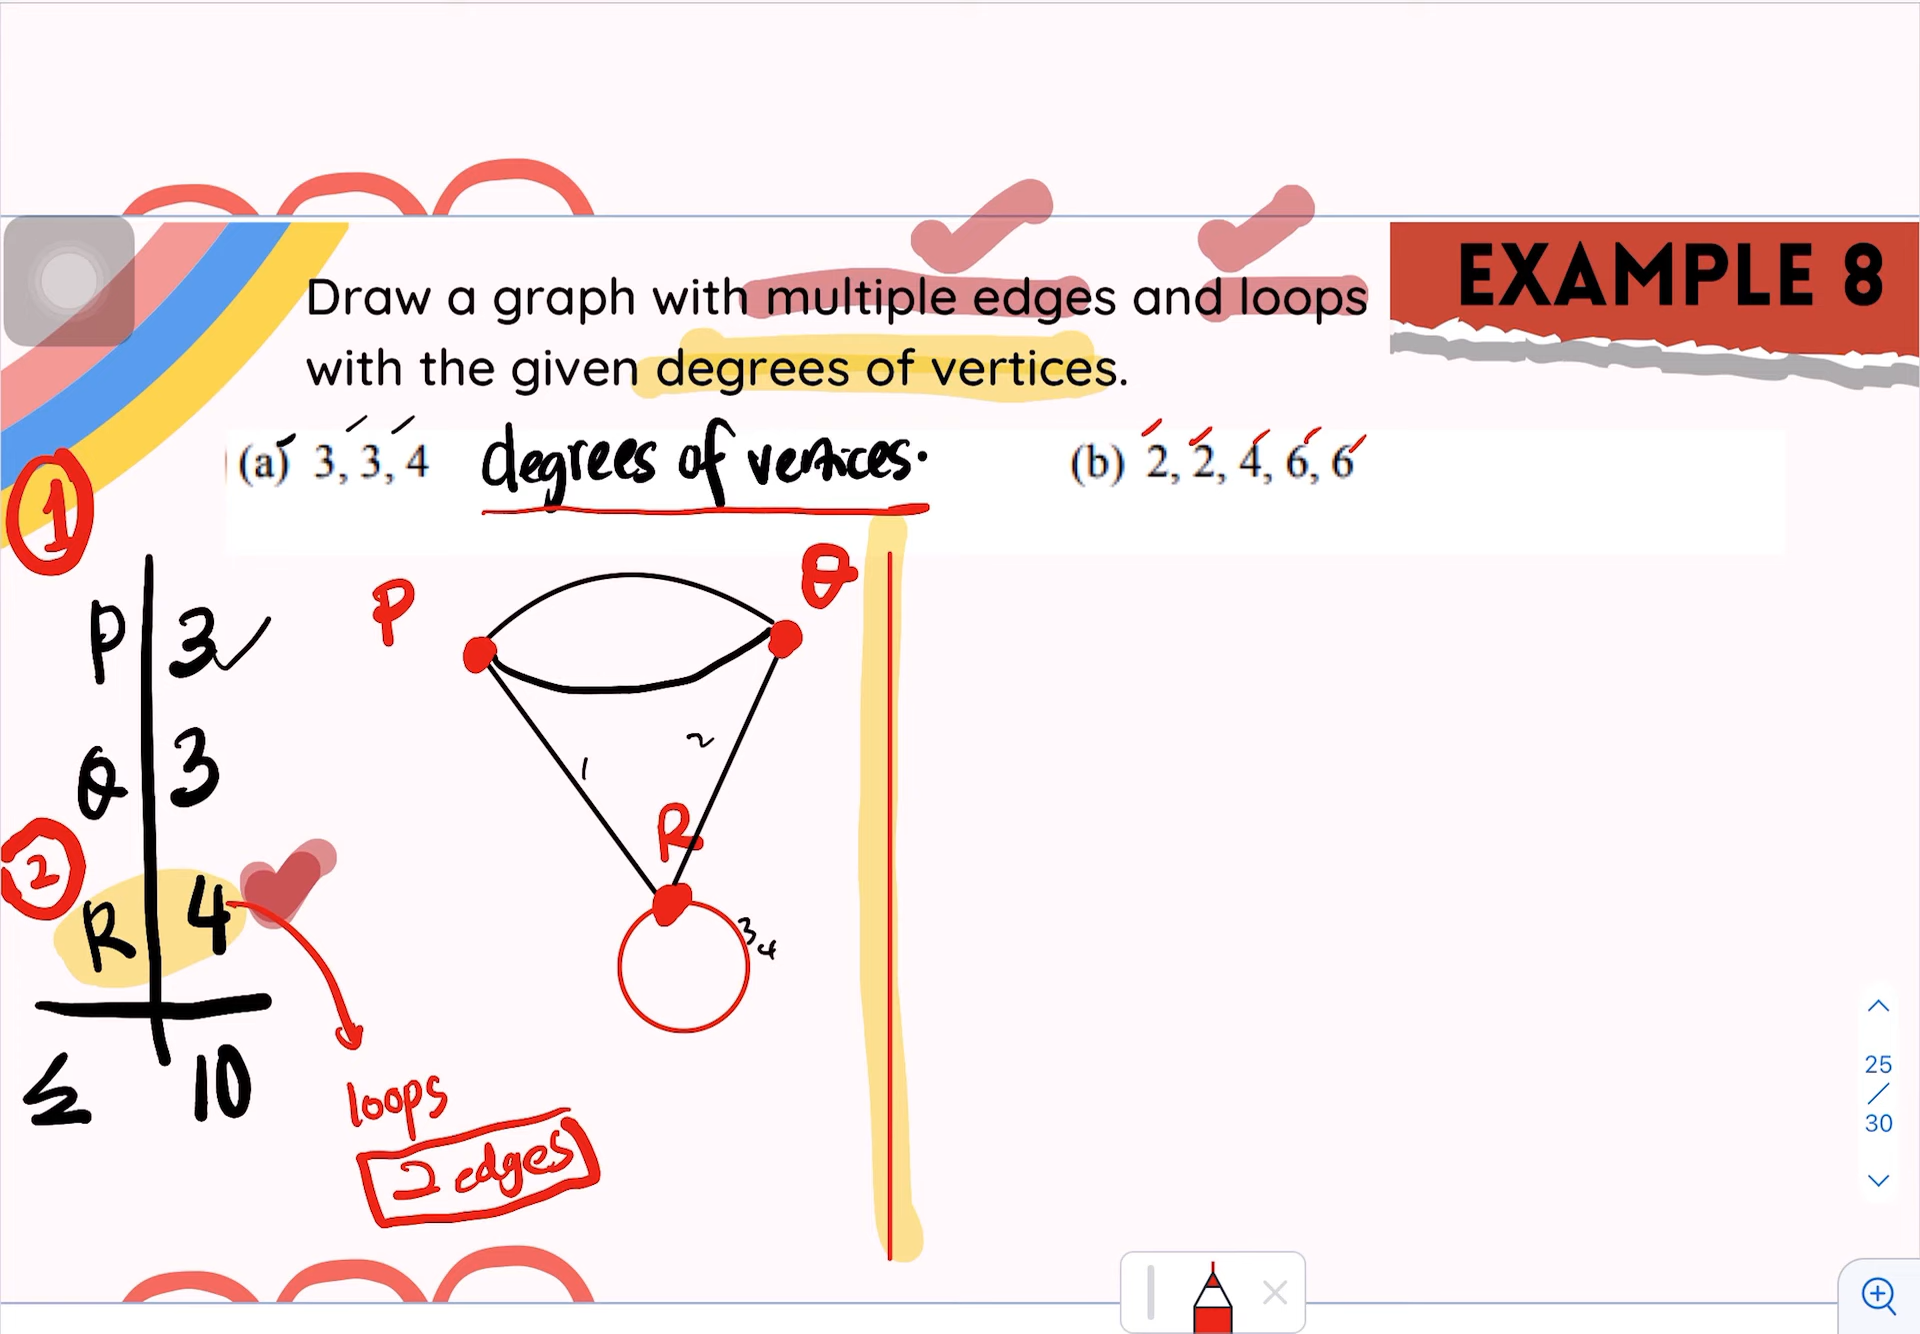 EXAMPLE 8
Draw a graph with multiple edges and loops
with the given degrees of vertices.
(a) 3, 3, 4 degrees of vertices.
(b) 2, 2, 4, 6, 6
1
P 3
Q 3
2
R 4
Σ 10
P
Q
1
2
R
3
4
loops
2 edges
25
/
30